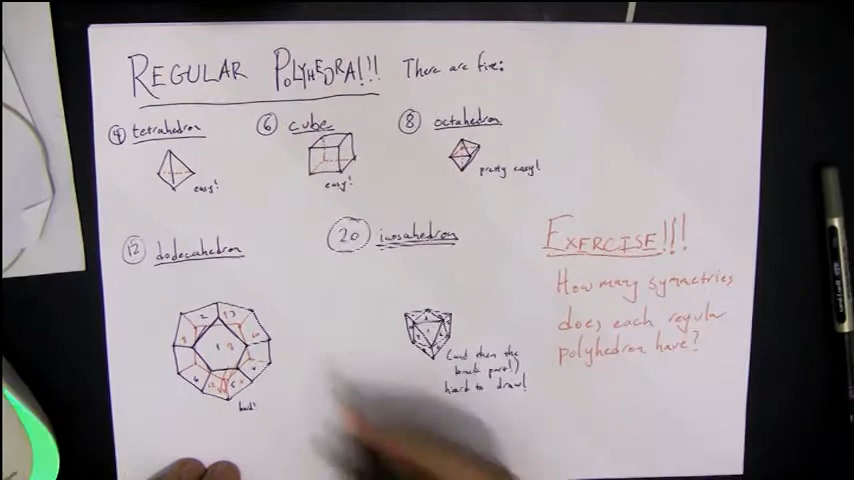 REGULAR POLYHEDRA!!! There are five:
④ tetrahedron
⑥ cube
⑧ octahedron
easy!
easy!
pretty easy!
⑫ dodecahedron
⑳ icosahedron
hard!
(and then the
back part!)
hard to draw!
EXERCISE!!!
How many symmetries
does each regular
polyhedron have?